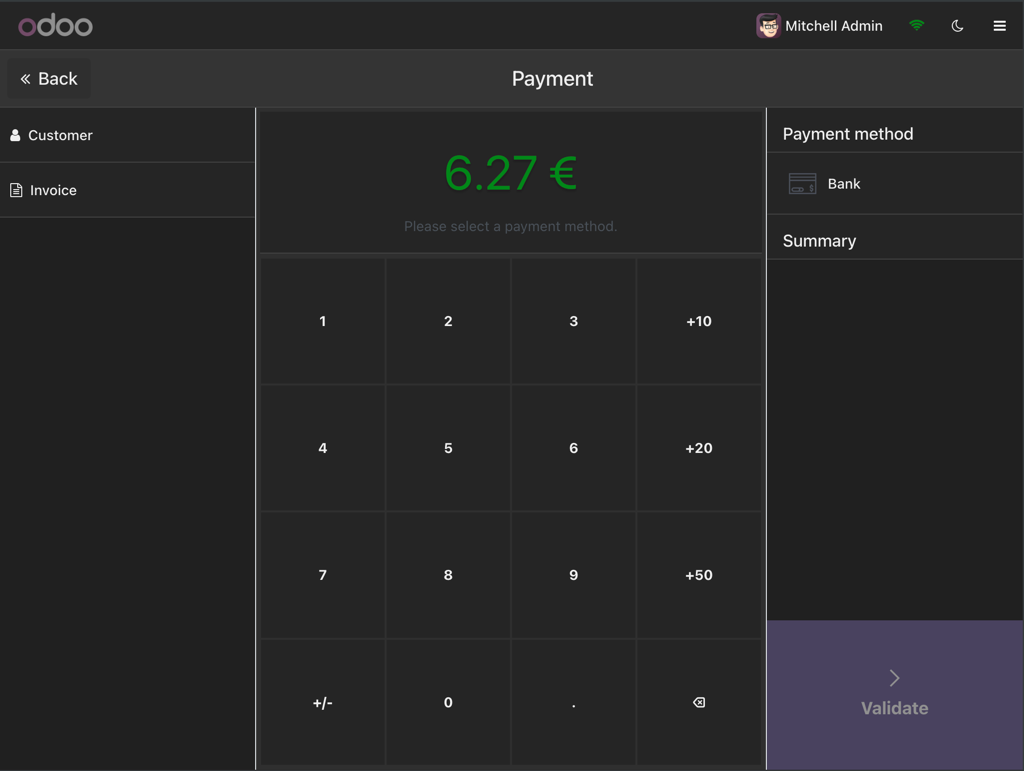 odoo
Mitchell Admin
Back
Payment
Customer
Invoice
6.27 €
Please select a payment method.
1 2 3 +10
4 5 6 +20
7 8 9 +50
+/- 0 .
Payment method
Bank
Summary
Validate